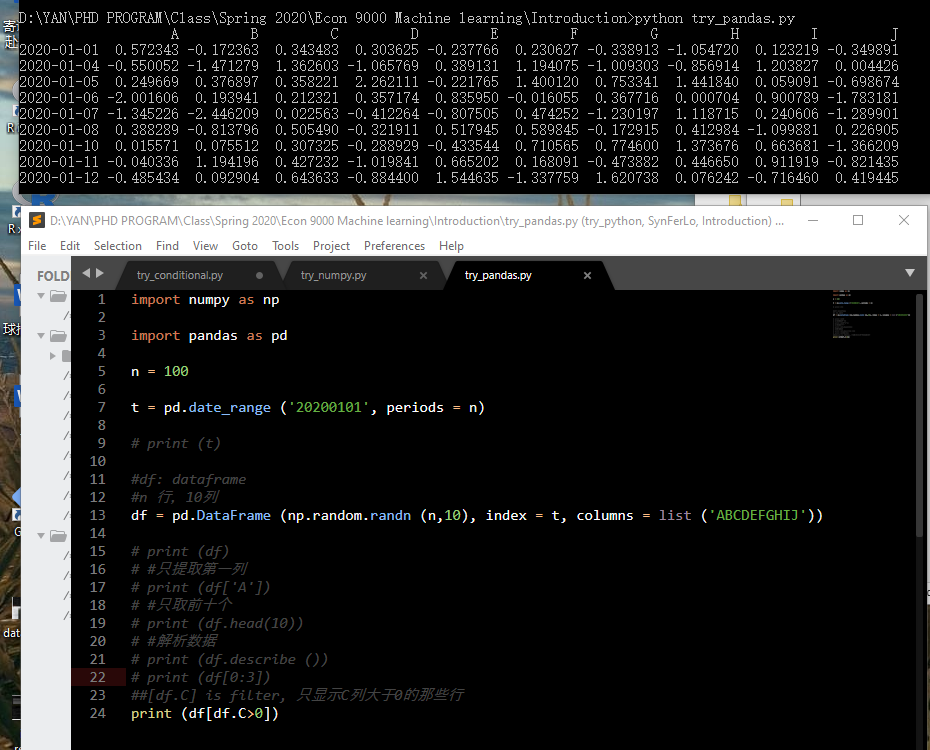 D:\YAN\PHD PROGRAM\Class\Spring 2020\Econ 9000 Machine learning\Introduction>python try_pandas.py
A B C D E F G H I J
2020-01-01 0.572343 -0.172363 0.343483 0.303625 -0.237766 0.230627 -0.338913 -1.054720 0.123219 -0.349891
2020-01-04 -0.550052 -1.471279 1.362603 -1.065769 0.389131 1.194075 -1.009303 -0.856914 1.203827 0.004426
2020-01-05 0.249669 0.376897 0.358221 2.262111 -0.221765 1.400120 0.753341 1.441840 0.059091 -0.698674
2020-01-06 -2.001606 0.193941 0.212321 0.357174 0.835950 -0.016055 0.367716 0.000704 0.900789 -1.783181
2020-01-07 -1.345226 -2.446209 0.022563 -0.412264 -0.807505 0.474252 -1.230197 1.118715 0.240606 -1.289901
2020-01-08 0.388289 -0.813796 0.505490 -0.321911 0.517945 0.589845 -0.172915 0.412984 -1.099881 0.226905
2020-01-10 0.015571 0.075512 0.307325 -0.288929 -0.433544 0.710565 0.774600 1.373676 0.663681 -1.366209
2020-01-11 -0.040336 1.194196 0.427232 -1.019841 0.665202 0.168091 -0.473882 0.446650 0.911919 -0.821435
2020-01-12 -0.485434 0.092904 0.643633 -0.884400 1.544635 -1.337759 1.620738 0.076242 -0.716460 0.419445
D:\YAN\PHD PROGRAM\Class\Spring 2020\Econ 9000 Machine learning\Introduction\try_pandas.py (try_python, SynFerLo, Introduction) ...
File Edit Selection Find View Goto Tools Project Preferences Help
FOLD
try_conditional.py try_numpy.py try_pandas.py
1 import numpy as np
2
3 import pandas as pd
4
5 n = 100
6
7 t = pd.date_range ('20200101', periods = n)
8
9 # print (t)
10
11 #df: dataframe
12 #n 行, 10列
13 df = pd.DataFrame (np.random.randn (n,10), index = t, columns = list ('ABCDEFGHIJ'))
14
15 # print (df)
16 # #只提取第一列
17 # print (df['A'])
18 # #只取前十个
19 # print (df.head(10))
20 # #解析数据
21 # print (df.describe ())
22 # print (df[0:3])
23 ##[df.C] is filter, 只显示C列大于0的那些行
24 print (df[df.C>0])